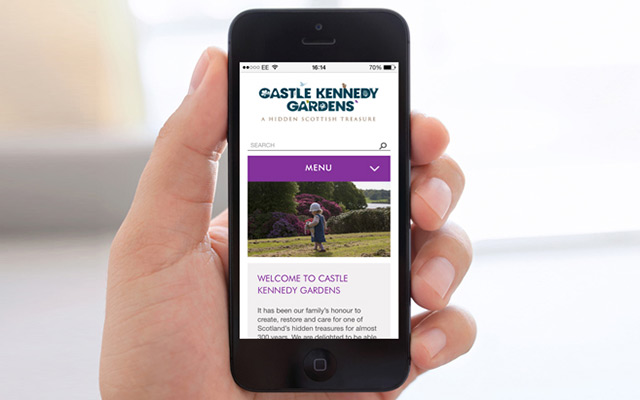 EE 16:14 70%
CASTLE KENNEDY
GARDENS
A HIDDEN SCOTTISH TREASURE
SEARCH
MENU
WELCOME TO CASTLE
KENNEDY GARDENS
It has been our family's honour to
create, restore and care for one of
Scotland's hidden treasures for almost
300 years. We are delighted to be able